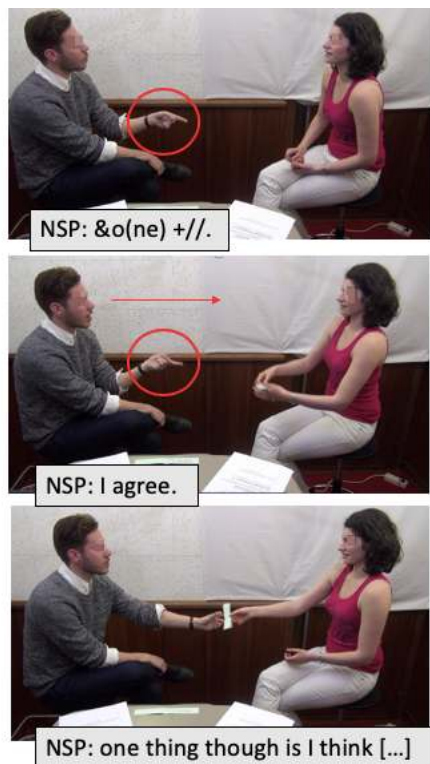 NSP: &o(ne) +//.
NSP: I agree.
NSP: one thing though is I think [...]